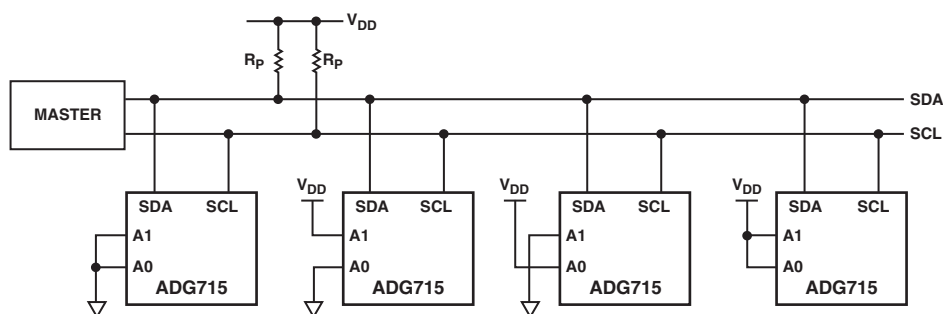 V_DD
R_P R_P
MASTER
SDA
SCL
V_DD V_DD V_DD
SDA SCL SDA SCL SDA SCL SDA SCL
A1 A1 A1 A1
A0 A0 A0 A0
ADG715 ADG715 ADG715 ADG715